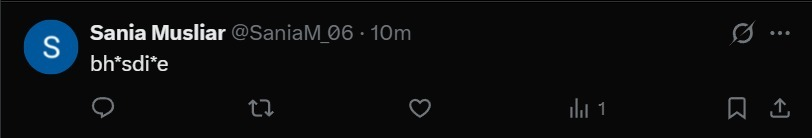 S
Sania Musliar @SaniaM_06 · 10m
bh*sdi*e
1